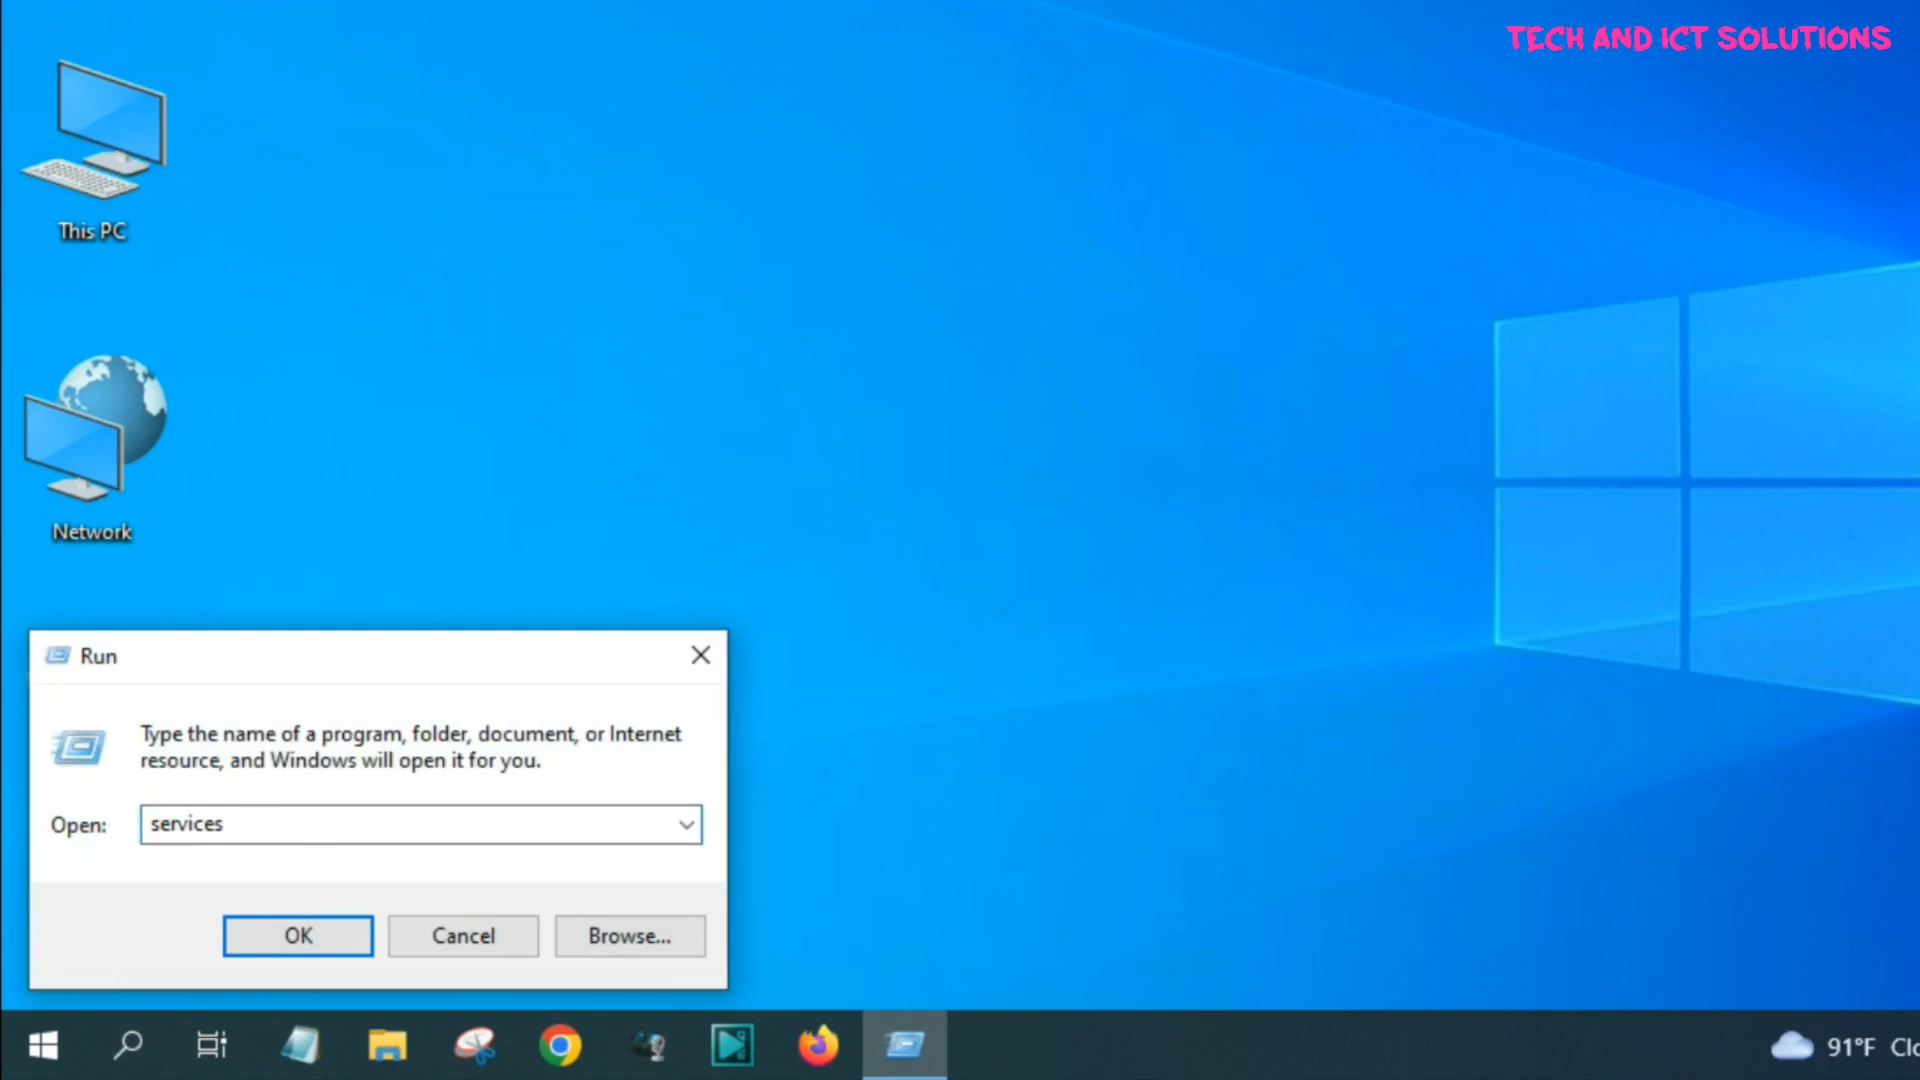 TECH AND ICT SOLUTIONS
This PC
Network
Run
Type the name of a program, folder, document, or Internet
resource, and Windows will open it for you.
Open:
services
OK
Cancel
Browse...
91°F Clo